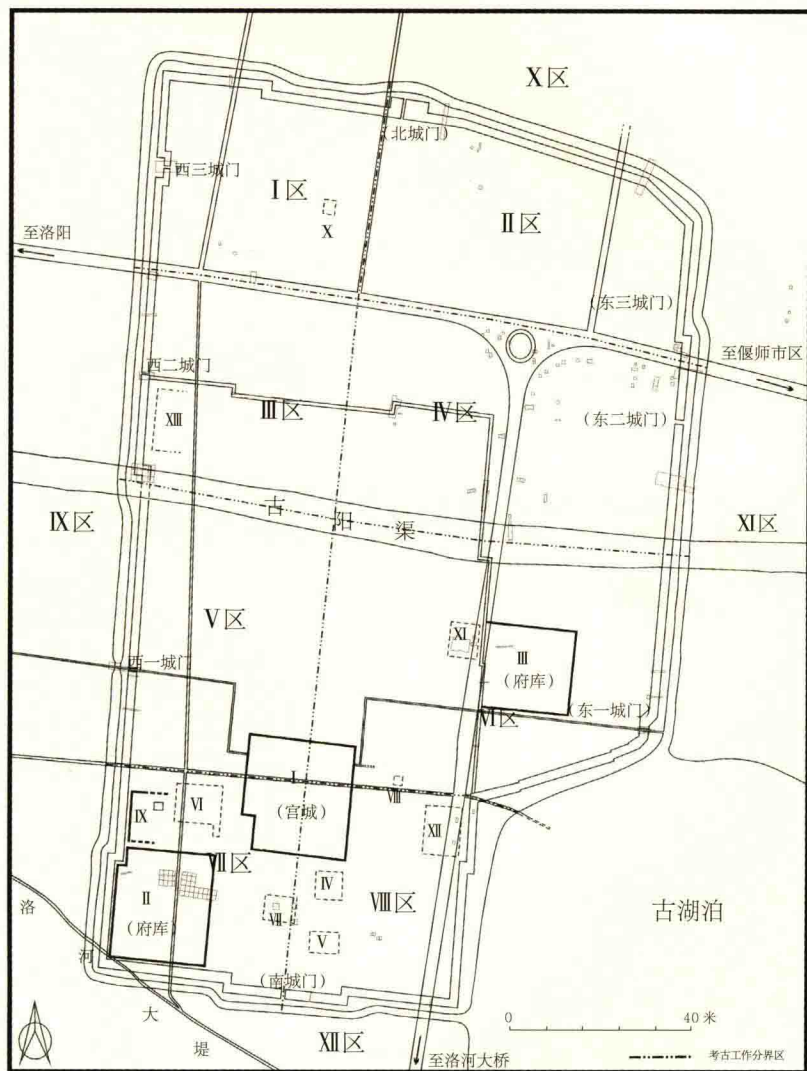 Ⅹ区
（北城门）
西三城门
Ⅰ区
Ⅹ
Ⅱ区
至洛阳
（东三城门）
至偃师市区
西二城门
ⅩⅢ
Ⅲ区
Ⅳ区
（东二城门）
Ⅸ区
古阳渠
Ⅺ区
Ⅴ区
Ⅺ
Ⅲ
（府库）
西一城门
Ⅵ区
（东一城门）
Ⅰ
（宫城）
Ⅷ
Ⅸ
Ⅵ
Ⅻ
Ⅶ区
Ⅱ
（府库）
Ⅳ
Ⅶ
Ⅷ区
Ⅴ
古湖泊
（南城门）
洛河大堤
Ⅻ区
至洛河大桥
0 40 米
考古工作分界区